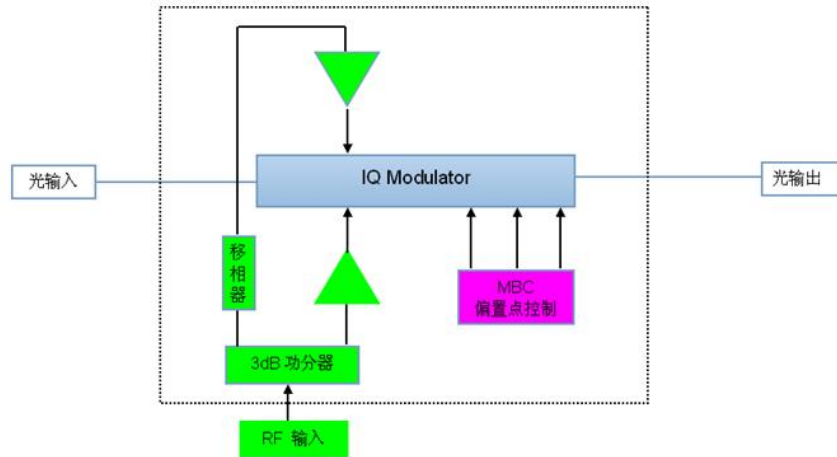 IQ Modulator
光输入
光输出
移
相
器
MBC
偏置点控制
3dB 功分器
RF 输入